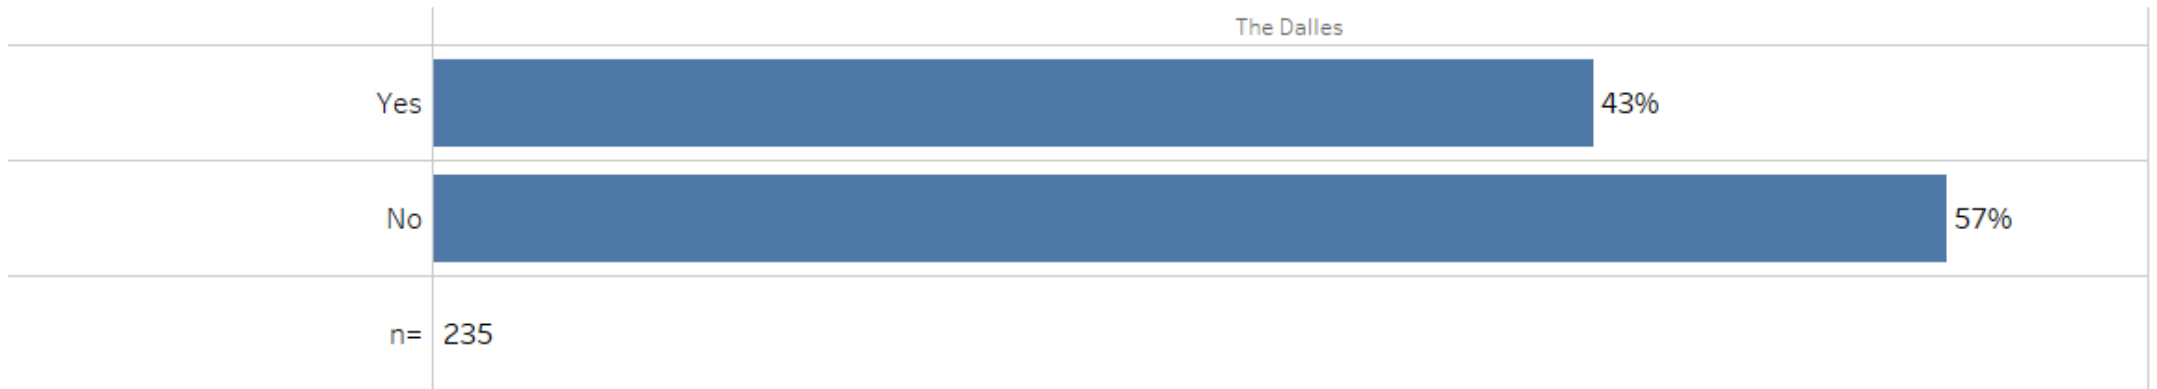 The Dalles
Yes 43%
No 57%
n= 235